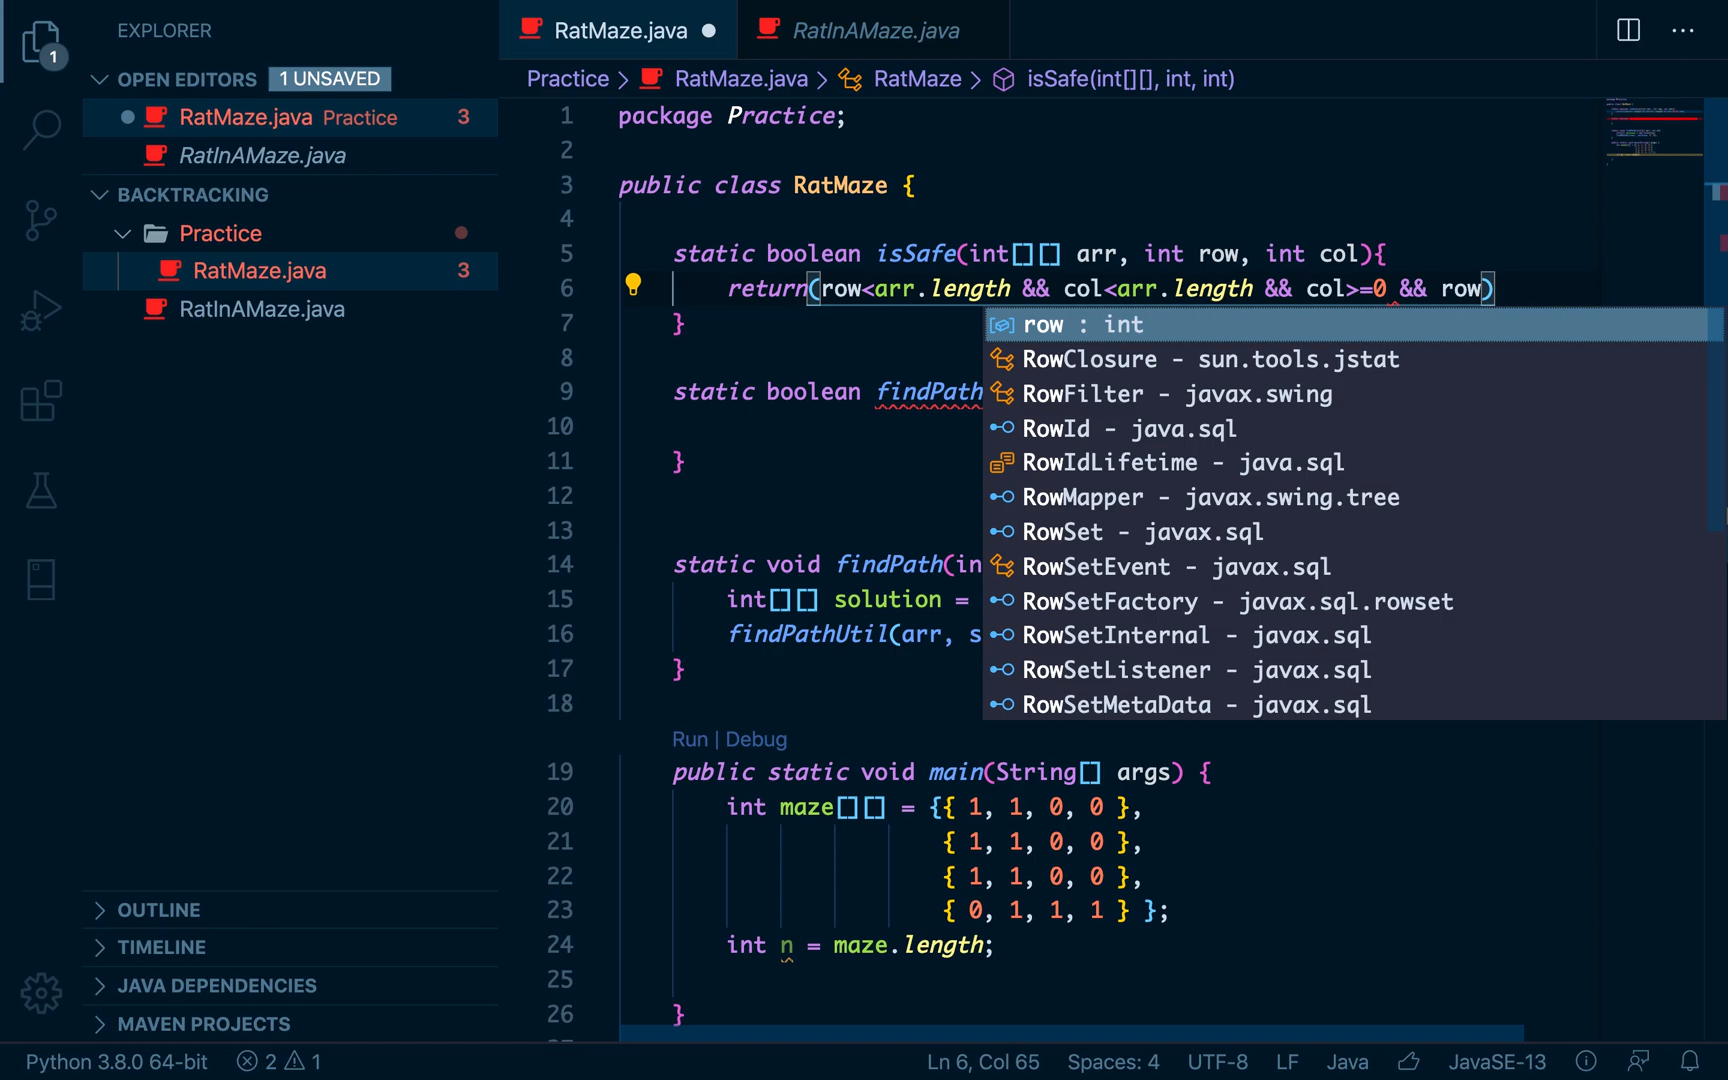 EXPLORER
OPEN EDITORS 1 UNSAVED
RatMaze.java Practice 3
RatInAMaze.java
BACKTRACKING
Practice
RatMaze.java 3
RatInAMaze.java
OUTLINE
TIMELINE
JAVA DEPENDENCIES
MAVEN PROJECTS
1
RatMaze.java RatInAMaze.java
Practice RatMaze.java RatMaze isSafe(int[][], int, int)
1 package Practice;
2
3 public class RatMaze {
4
5 static boolean isSafe(int[][] arr, int row, int col){
6 return(row<arr.length && col<arr.length && col>=0 && row)
7 }
8
9 static boolean findPath
10
11 }
12
13
14 static void findPath(in
15 int[][] solution =
16 findPathUtil(arr, s
17 }
18
row : int
RowClosure - sun.tools.jstat
RowFilter - javax.swing
RowId - java.sql
RowIdLifetime - java.sql
RowMapper - javax.swing.tree
RowSet - javax.sql
RowSetEvent - javax.sql
RowSetFactory - javax.sql.rowset
RowSetInternal - javax.sql
RowSetListener - javax.sql
RowSetMetaData - javax.sql
Run | Debug
19 public static void main(String[] args) {
20 int maze[][] = {{ 1, 1, 0, 0 },
21 { 1, 1, 0, 0 },
22 { 1, 1, 0, 0 },
23 { 0, 1, 1, 1 } };
24 int n = maze.length;
25
26 }
Python 3.8.0 64-bit 2 1 Ln 6, Col 65 Spaces: 4 UTF-8 LF Java JavaSE-13